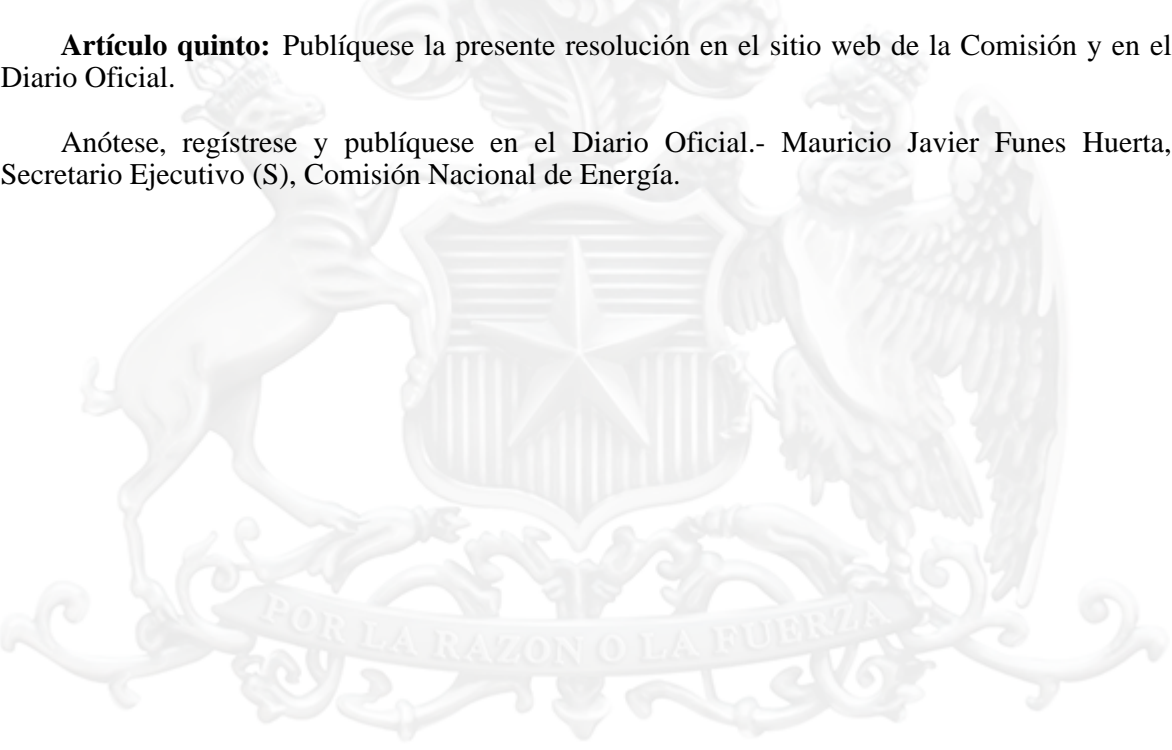 Artículo quinto: Publíquese la presente resolución en el sitio web de la Comisión y en el
Diario Oficial.
Anótese, regístrese y publíquese en el Diario Oficial.- Mauricio Javier Funes Huerta,
Secretario Ejecutivo (S), Comisión Nacional de Energía.
POR LA RAZON O LA FUERZA